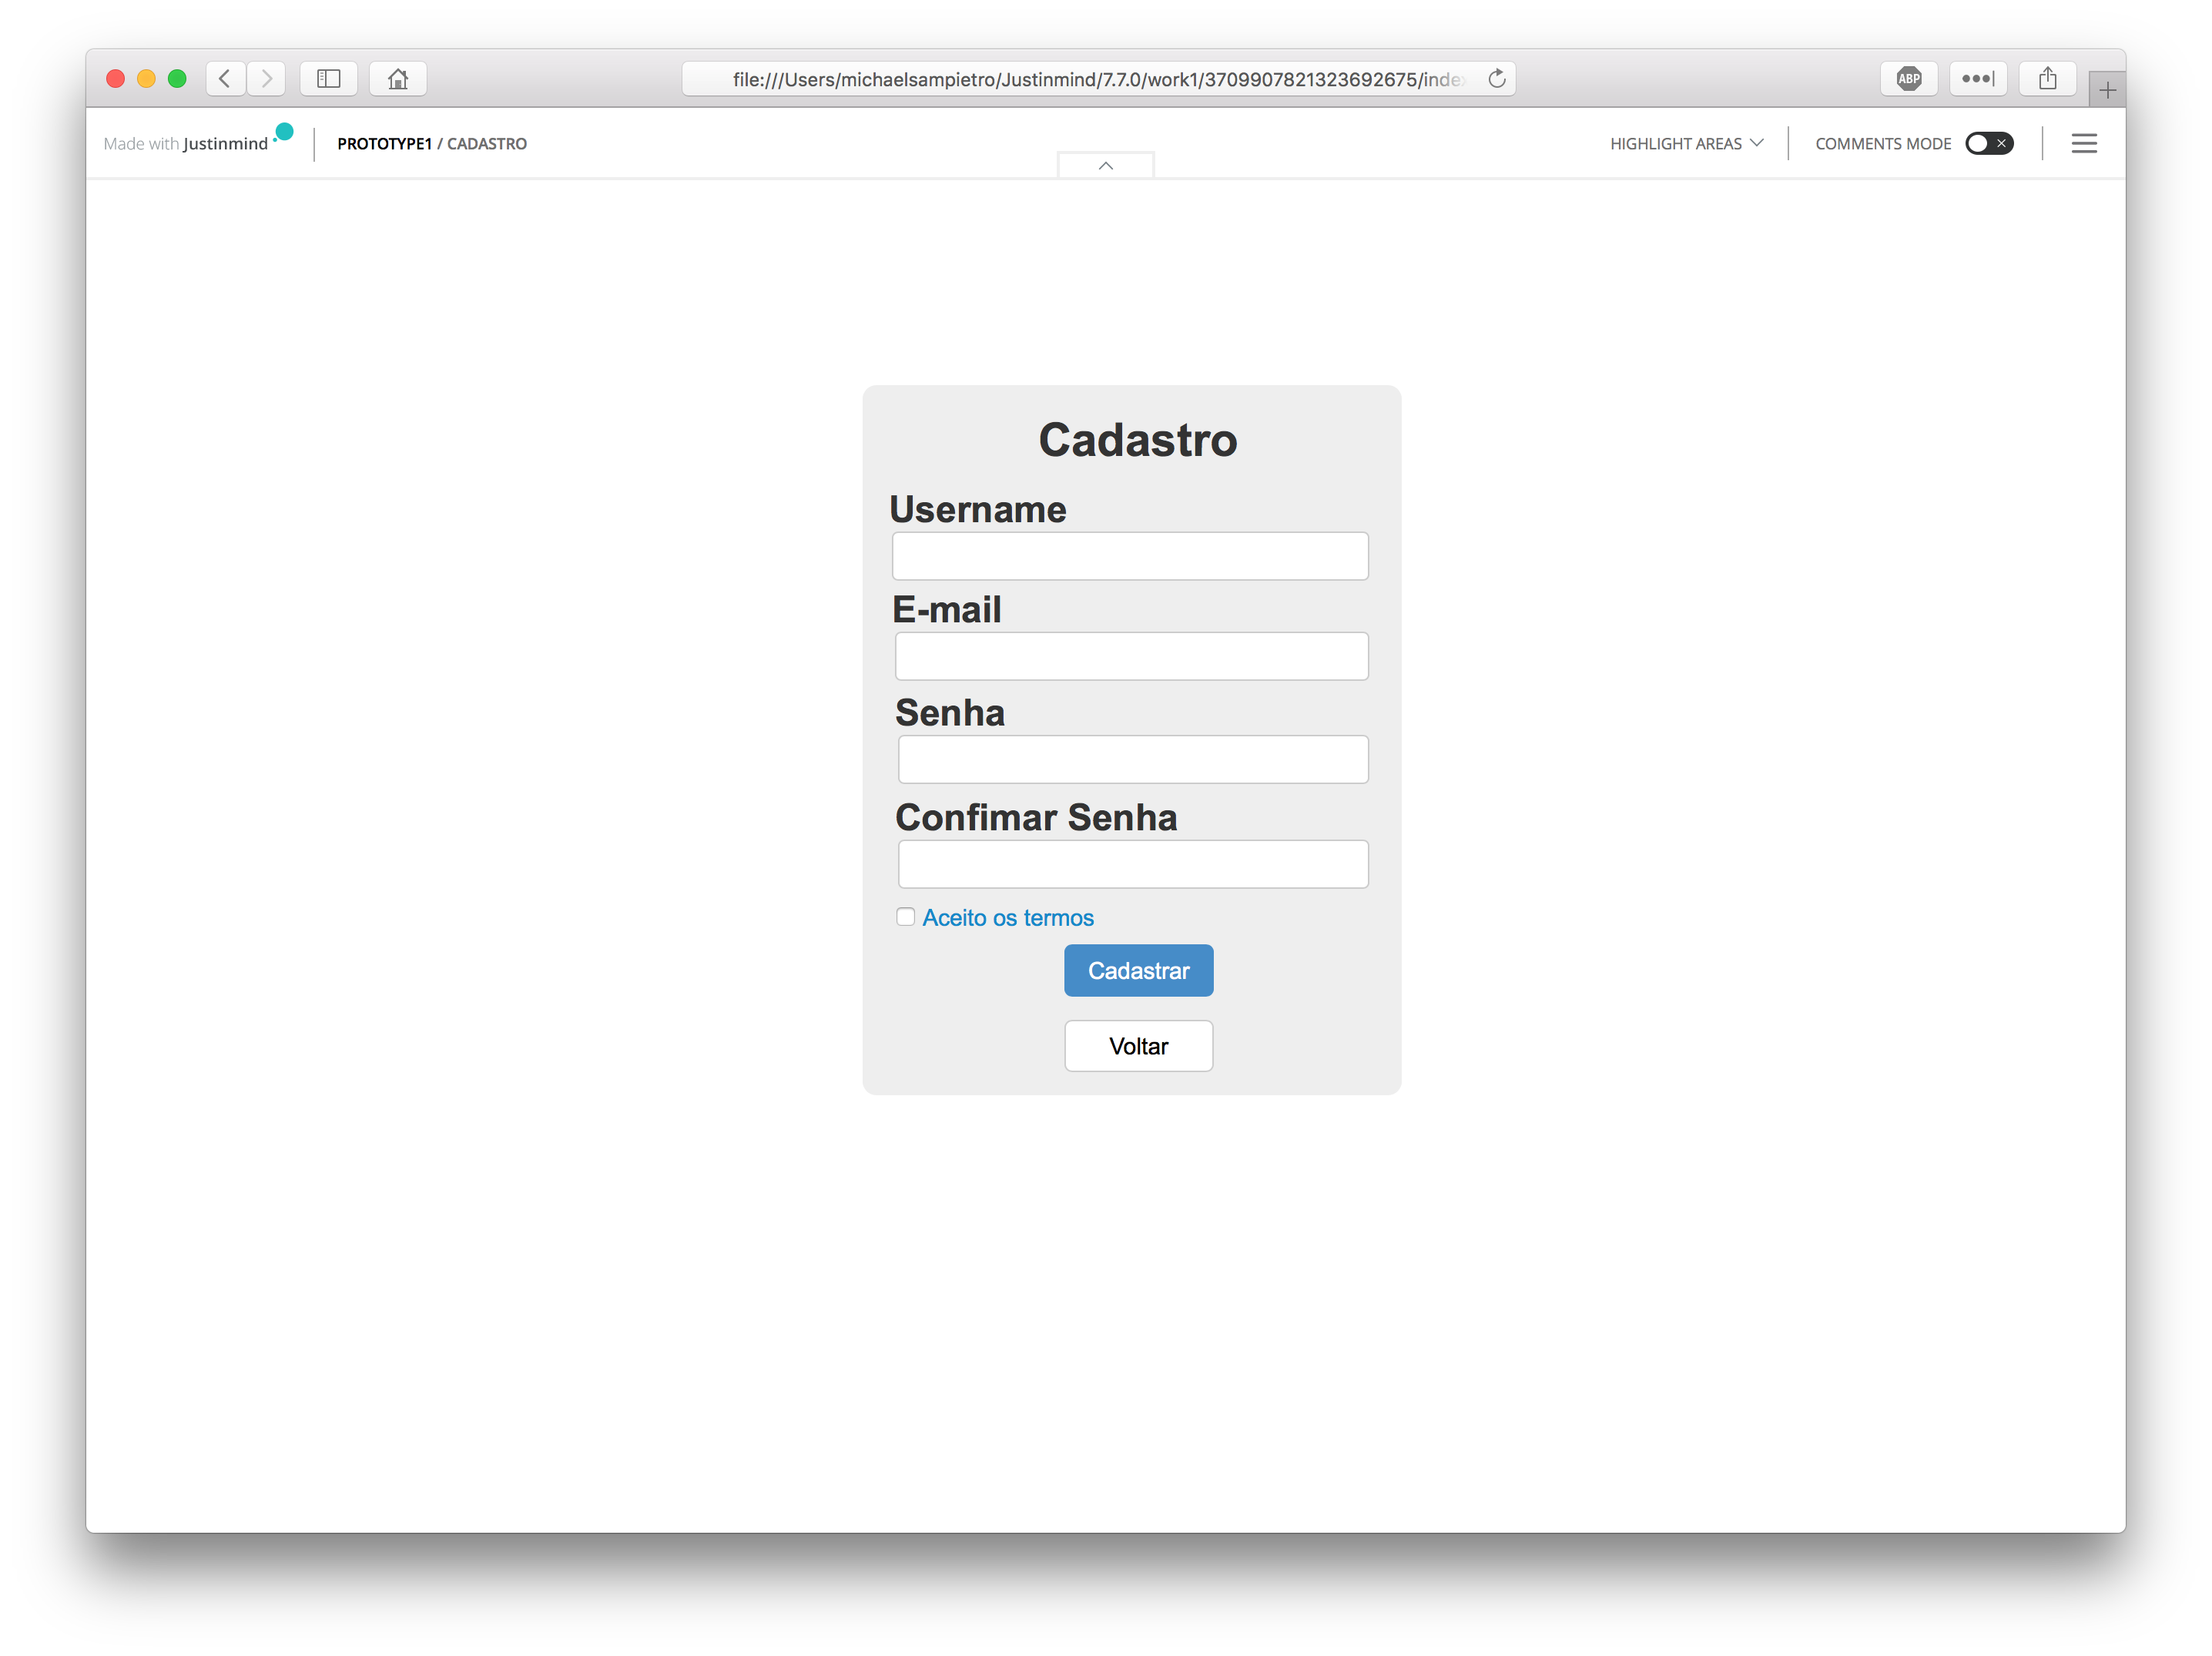 file:///Users/michaelsampietro/Justinmind/7.7.0/work1/3709907821323692675/index
ABP
Made with Justinmind
PROTOTYPE1 / CADASTRO
HIGHLIGHT AREAS
COMMENTS MODE
Cadastro
Username
E-mail
Senha
Confimar Senha
Aceito os termos
Cadastrar
Voltar